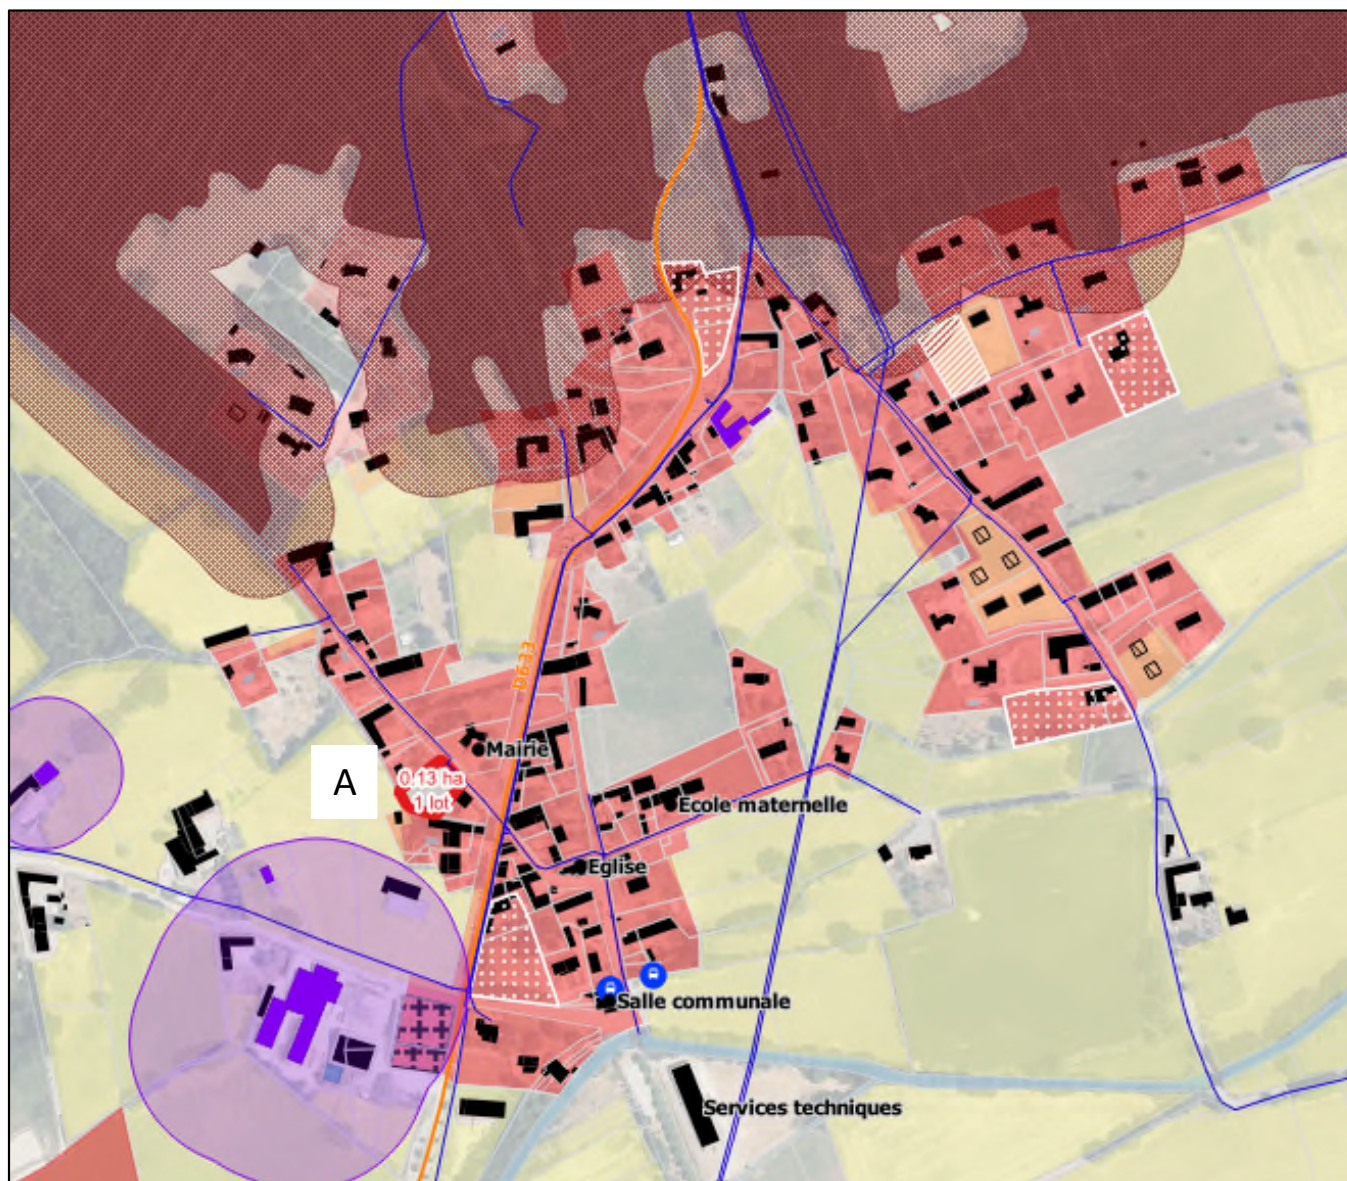 D633
Mairie
A
0.13 ha
1 lot
Ecole maternelle
Eglise
Salle communale
Services techniques